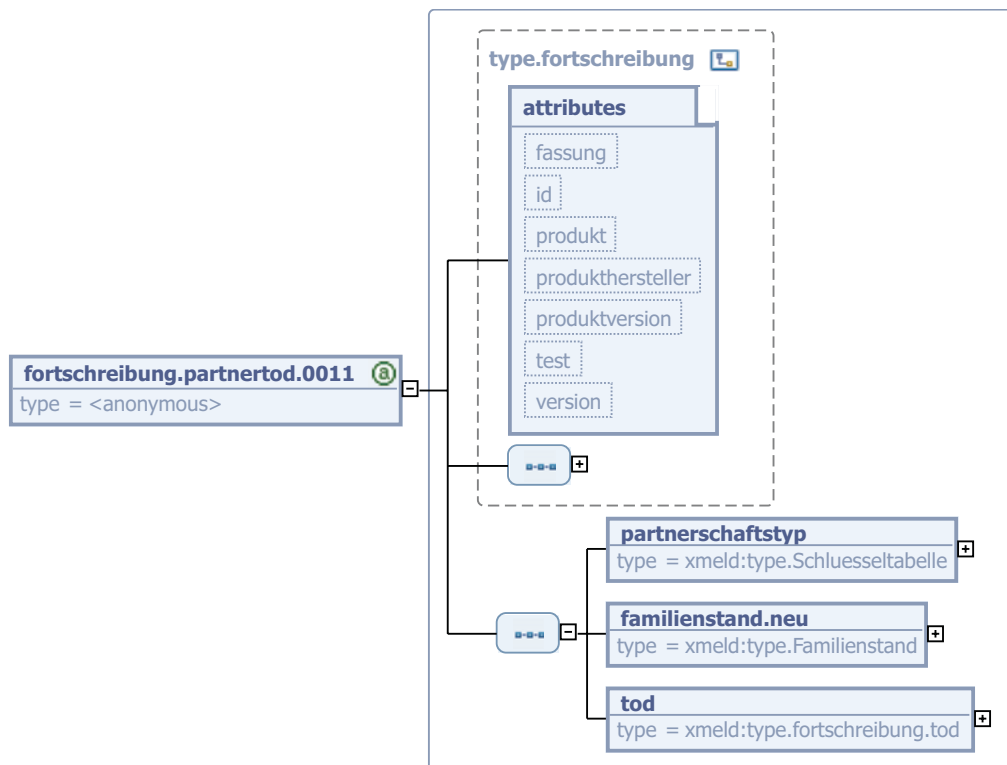 type.fortschreibung
attributes
fassung
id
produkt
produkthersteller
produktversion
test
version
fortschreibung.partnertod.0011 @
type = <anonymous>
partnerschaftstyp
type = xmeld:type.Schluesseltabelle
familienstand.neu
type = xmeld:type.Familienstand
tod
type = xmeld:type.fortschreibung.tod